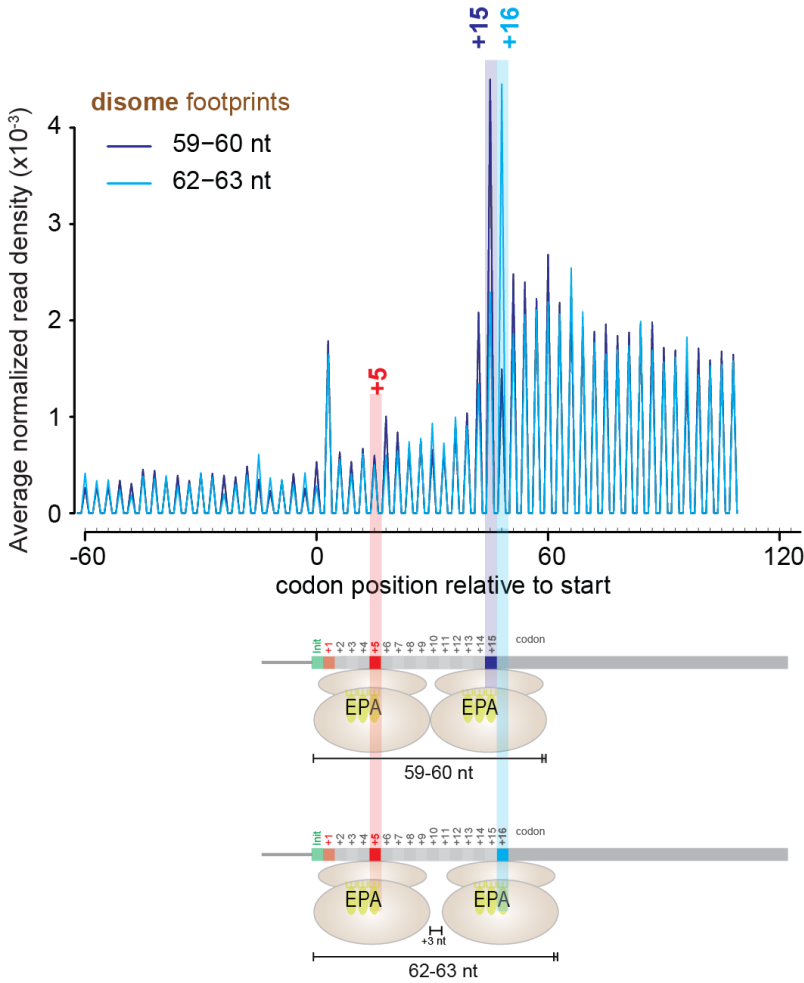 +15
+16
disome footprints
59−60 nt
62−63 nt
Average normalized read density (x10⁻³)
4
3
2
1
0
+5
-60
0
60
120
codon position relative to start
Init
+1
+2
+3
+4
+5
+6
+7
+8
+9
+10
+11
+12
+13
+14
+15
codon
EPA
EPA
59-60 nt
Init
+1
+2
+3
+4
+5
+6
+7
+8
+9
+10
+11
+12
+13
+14
+15
+16
codon
EPA
EPA
+3 nt
62-63 nt